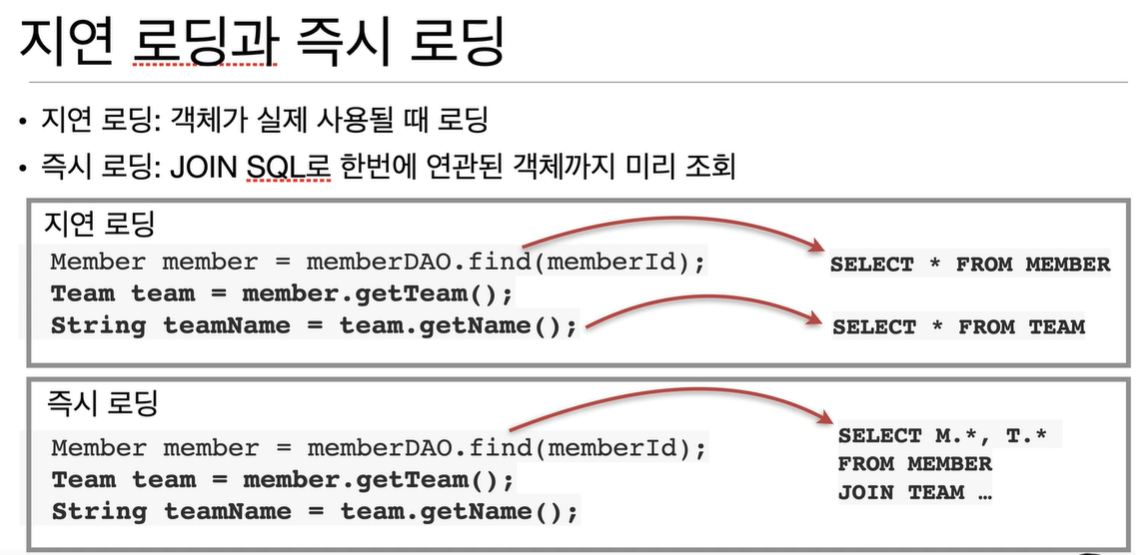 지연 로딩과 즉시 로딩
• 지연 로딩: 객체가 실제 사용될 때 로딩
• 즉시 로딩: JOIN SQL로 한번에 연관된 객체까지 미리 조회
지연 로딩
Member member = memberDAO.find(memberId);
SELECT * FROM MEMBER
Team team = member.getTeam();
String teamName = team.getName();
SELECT * FROM TEAM
즉시 로딩
Member member = memberDAO.find(memberId);
Team team = member.getTeam();
String teamName = team.getName();
SELECT M.*, T.*
FROM MEMBER
JOIN TEAM …